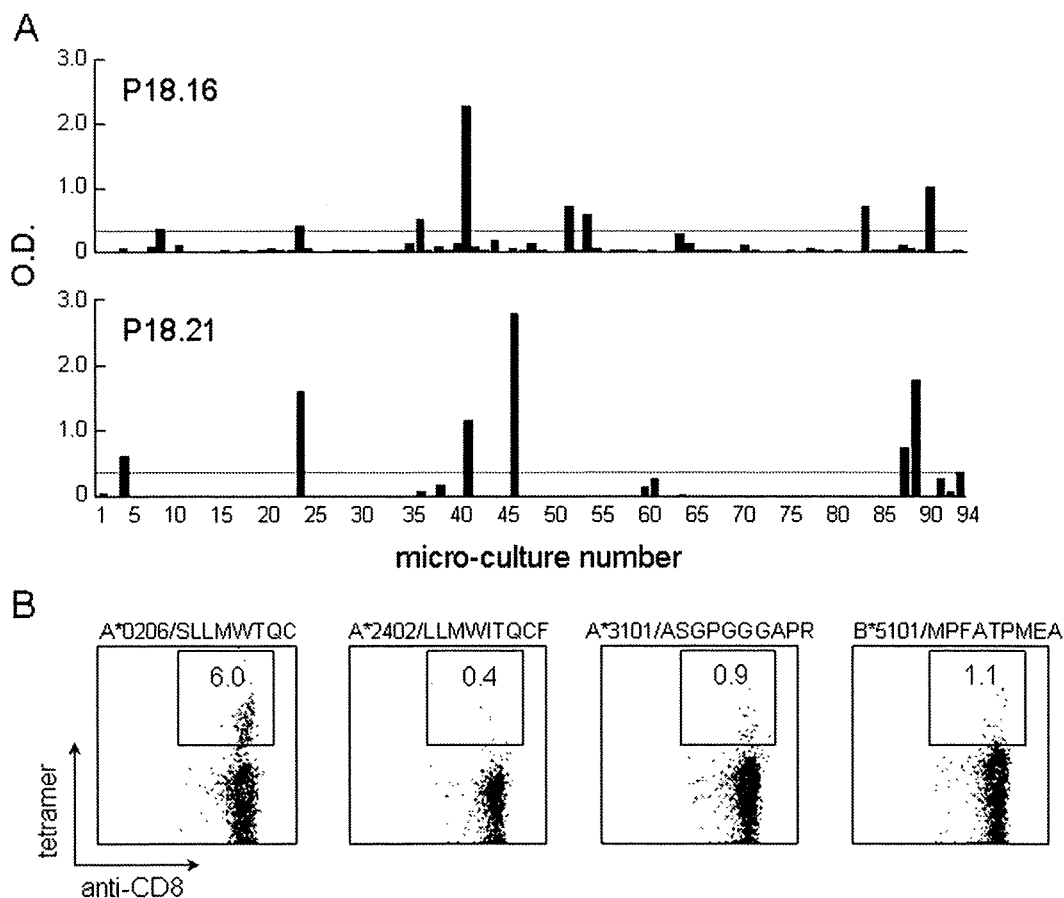 A
3.0
P18.16
2.0
1.0
0
O.D.
3.0
P18.21
2.0
1.0
0
1 5 10 15 20 25 30 35 40 45 50 55 60 65 70 75 80 85 90 94
micro-culture number
B
A*0206/SLLMWTQC A*2402/LLMWITQCF A*3101/ASGPGGGAPR B*5101/MPFATPMEA
6.0 0.4 0.9 1.1
tetramer
anti-CD8